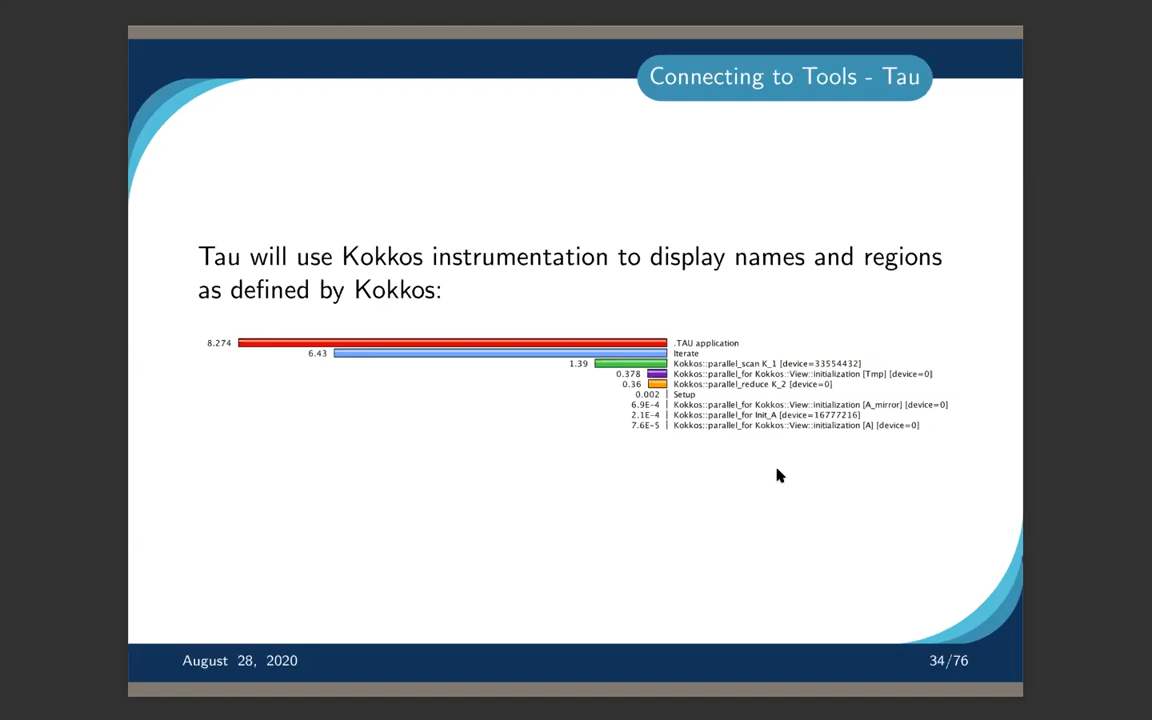 Connecting to Tools - Tau
Tau will use Kokkos instrumentation to display names and regions
as defined by Kokkos:
8.274 .TAU application
6.43 Iterate
1.39 Kokkos::parallel_scan K_1 [device=33554432]
0.378 Kokkos::parallel_for Kokkos::View::initialization [Tmp] [device=0]
0.36 Kokkos::parallel_reduce K_2 [device=0]
0.002 Setup
6.9E-4 Kokkos::parallel_for Kokkos::View::initialization [A_mirror] [device=0]
2.1E-4 Kokkos::parallel_for Init_A [device=16777216]
7.6E-5 Kokkos::parallel_for Kokkos::View::initialization [A] [device=0]
August 28, 2020 34/76